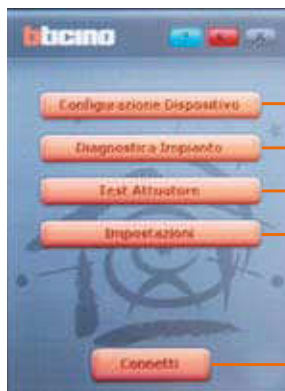 bticino
Configurazione Dispositivo
Diagnostica Impianto
Test Attuatore
Impostazioni
Connetti